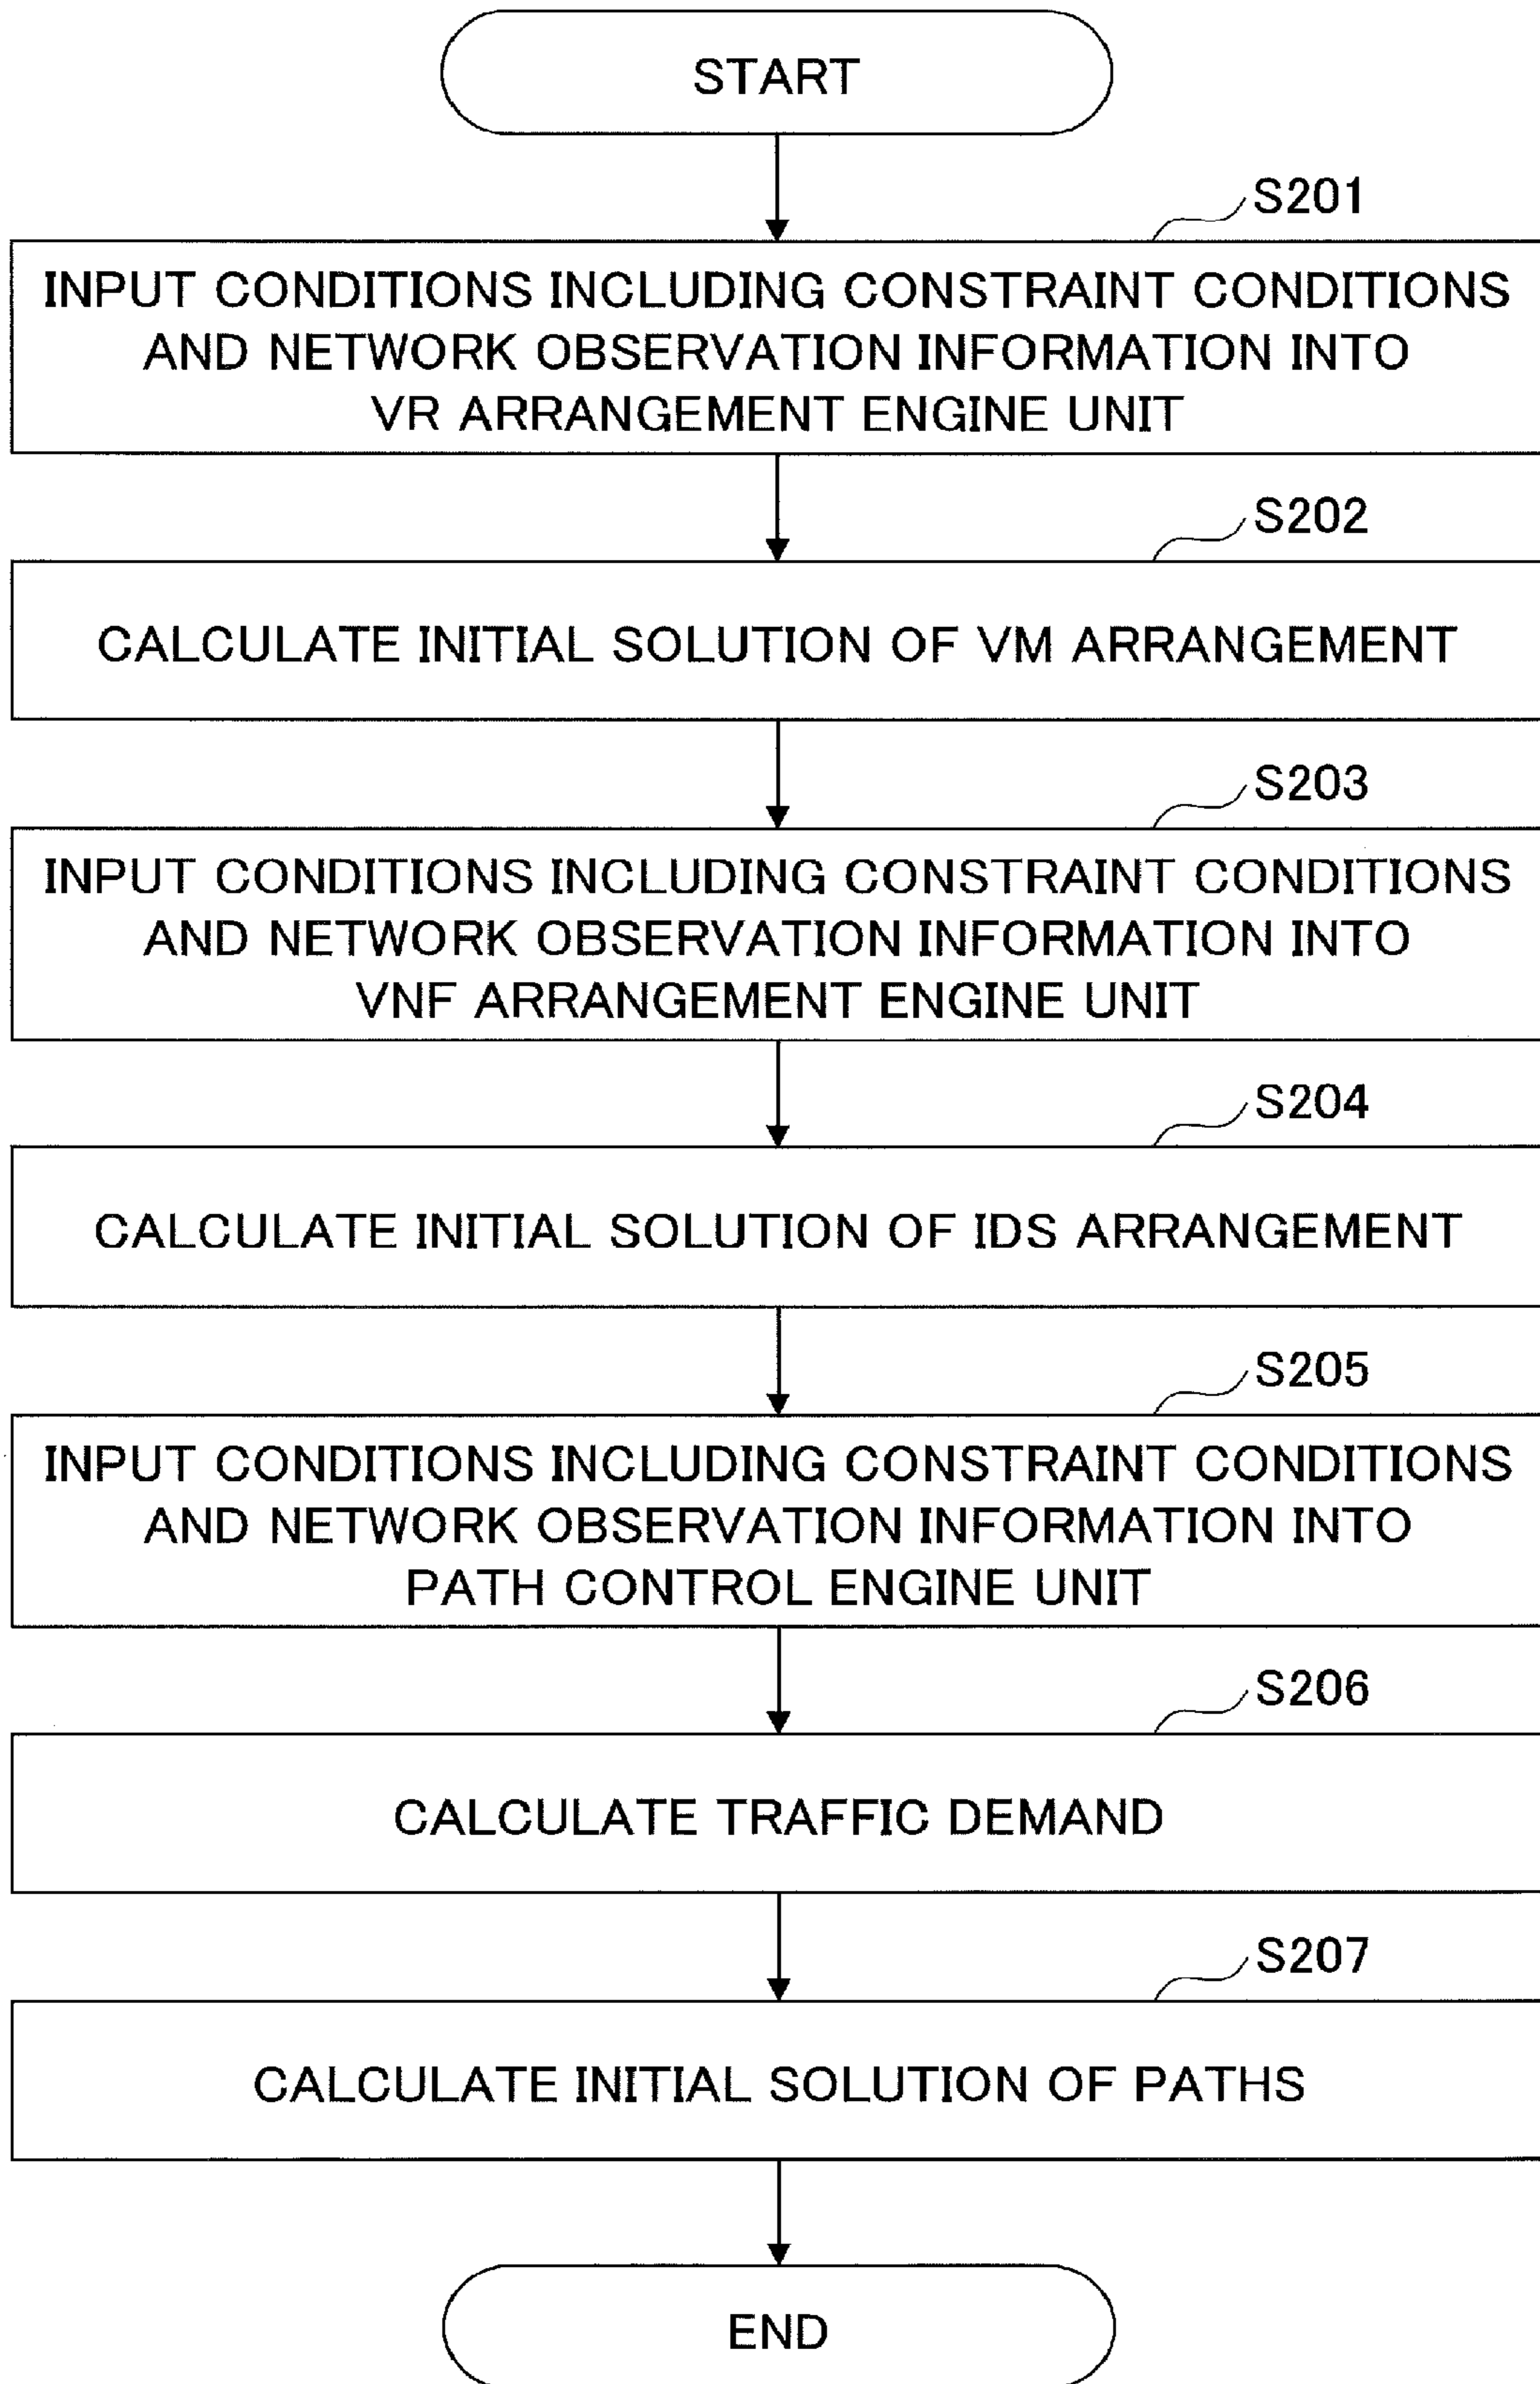 START
S201
INPUT CONDITIONS INCLUDING CONSTRAINT CONDITIONS
AND NETWORK OBSERVATION INFORMATION INTO
VR ARRANGEMENT ENGINE UNIT
S202
CALCULATE INITIAL SOLUTION OF VM ARRANGEMENT
S203
INPUT CONDITIONS INCLUDING CONSTRAINT CONDITIONS
AND NETWORK OBSERVATION INFORMATION INTO
VNF ARRANGEMENT ENGINE UNIT
S204
CALCULATE INITIAL SOLUTION OF IDS ARRANGEMENT
S205
INPUT CONDITIONS INCLUDING CONSTRAINT CONDITIONS
AND NETWORK OBSERVATION INFORMATION INTO
PATH CONTROL ENGINE UNIT
S206
CALCULATE TRAFFIC DEMAND
S207
CALCULATE INITIAL SOLUTION OF PATHS
END